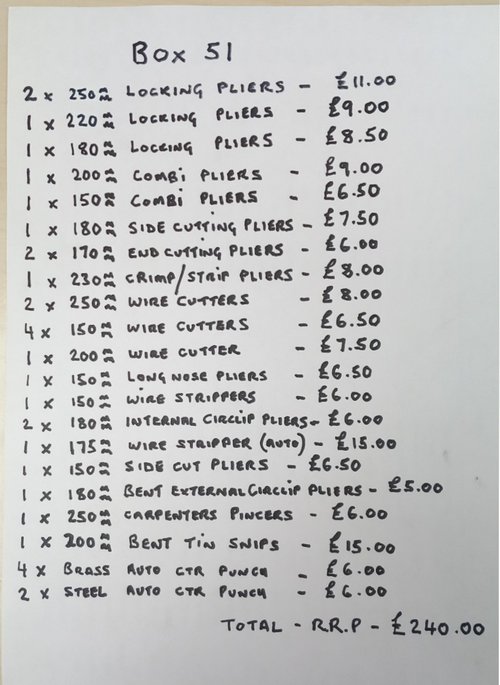 Box 51
2 x 250mm LOCKING PLIERS - £11.00
1 x 220mm LOCKING PLIERS - £9.00
1 x 180mm LOCKING PLIERS - £8.50
1 x 200mm COMBI PLIERS - £9.00
1 x 150mm COMBI PLIERS - £6.50
1 x 180mm SIDE CUTTING PLIERS - £7.50
2 x 170mm END CUTTING PLIERS - £6.00
1 x 230mm CRIMP/STRIP PLIERS - £8.00
2 x 250mm WIRE CUTTERS - £8.00
4 x 150mm WIRE CUTTERS - £6.50
1 x 200mm WIRE CUTTER - £7.50
1 x 150mm LONG NOSE PLIERS - £6.50
1 x 150mm WIRE STRIPPERS - £6.00
2 x 180mm INTERNAL CIRCLIP PLIERS - £6.00
1 x 175mm WIRE STRIPPER (AUTO) - £15.00
1 x 150mm SIDE CUT PLIERS - £6.50
1 x 180mm BENT EXTERNAL CIRCLIP PLIERS - £5.00
1 x 250mm CARPENTERS PINCERS - £6.00
1 x 200mm BENT TIN SNIPS - £15.00
4 x BRASS AUTO CTR PUNCH - £6.00
2 x STEEL AUTO CTR PUNCH - £6.00
TOTAL - R.R.P - £240.00